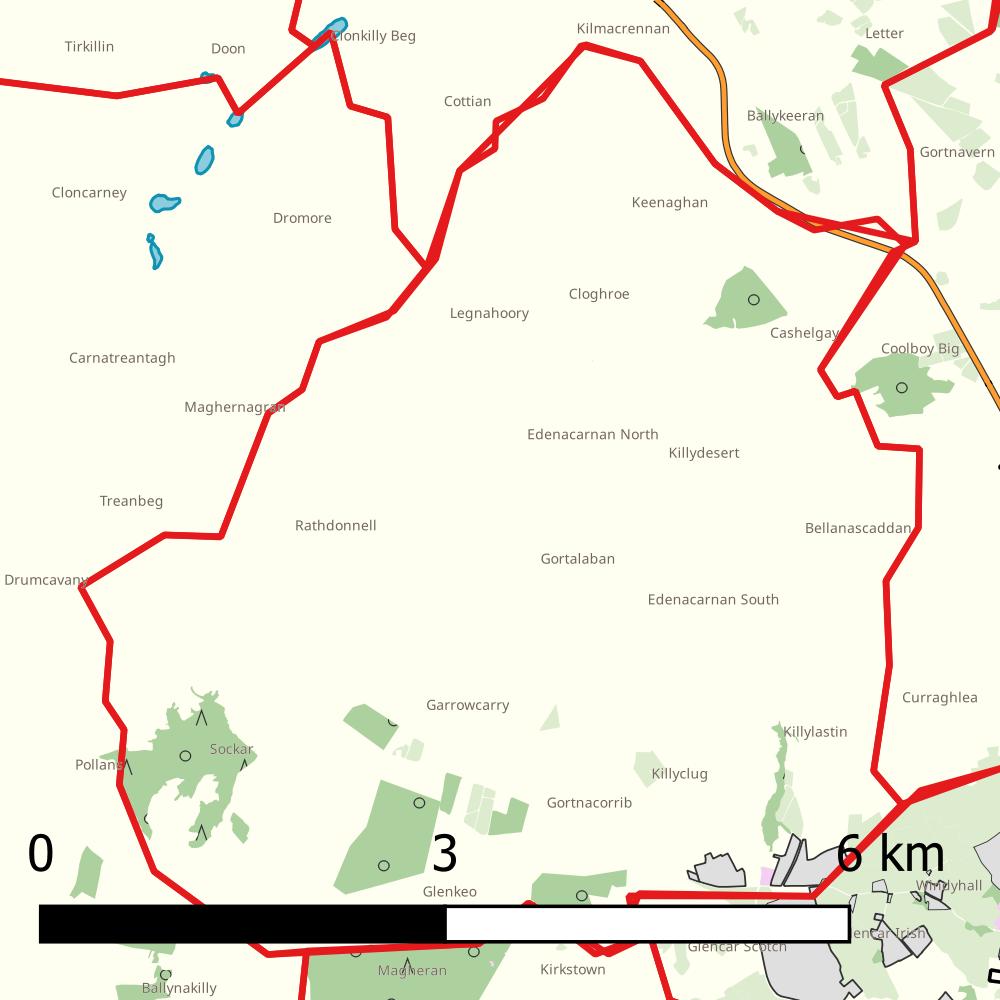 Kilmacrennan
Letter
Clonkilly Beg
Tirkillin
Doon
Cottian
Ballykeeran
Gortnavern
Cloncarney
Keenaghan
Dromore
Cloghroe
Legnahoory
Cashelgay
Coolboy Big
Carnatreantagh
Maghernagran
Edenacarnan North
Killydesert
Treanbeg
Rathdonnell
Bellanascaddan
Gortalaban
Drumcavany
Edenacarnan South
Curraghlea
Garrowcarry
Killylastin
Sockar
Pollans
Killyclug
Gortnacorrib
0 3 6 km
Glenkeo
Windyhall
Glencar Scotch
Kirkstown
Magheran
Ballynakilly